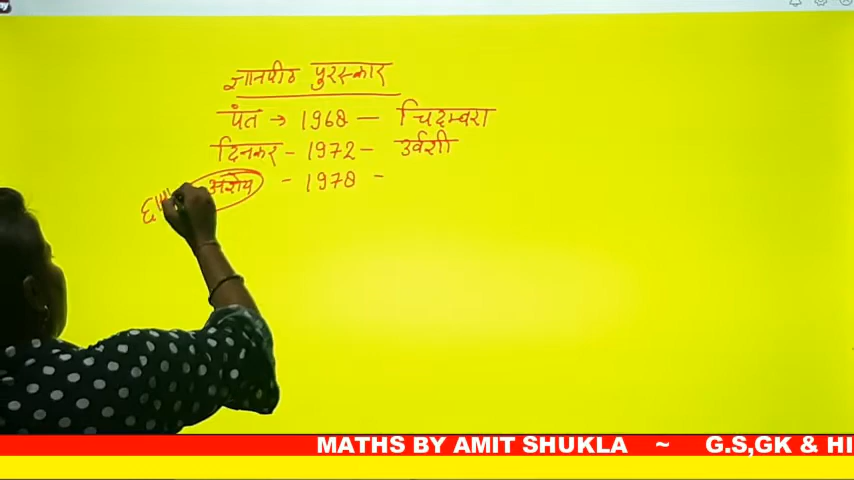 ज्ञानपीठ पुरस्कार
पंत → 1968 — चिदम्बरा
दिनकर - 1972 - उर्वशी
अज्ञेय - 1978 -
MATHS BY AMIT SHUKLA ~ G.S,GK & HI